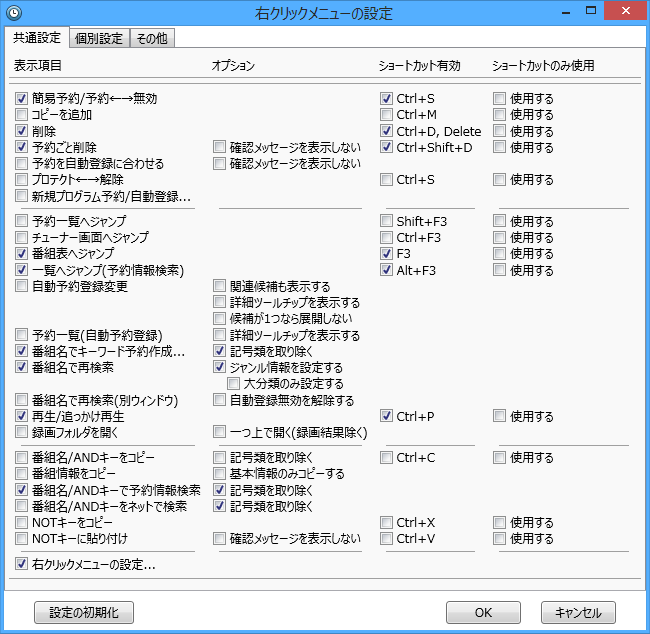 右クリックメニューの設定
共通設定 個別設定 その他
表示項目 オプション ショートカット有効 ショートカットのみ使用
簡易予約/予約←→無効 Ctrl+S 使用する
コピーを追加 Ctrl+M 使用する
削除 Ctrl+D, Delete 使用する
予約ごと削除 確認メッセージを表示しない Ctrl+Shift+D 使用する
予約を自動登録に合わせる 確認メッセージを表示しない
プロテクト←→解除 Ctrl+S 使用する
新規プログラム予約/自動登録...
予約一覧へジャンプ Shift+F3 使用する
チューナー画面へジャンプ Ctrl+F3 使用する
番組表へジャンプ F3 使用する
一覧へジャンプ(予約情報検索) Alt+F3 使用する
自動予約登録変更 関連候補も表示する
詳細ツールチップを表示する
候補が1つなら展開しない
予約一覧(自動予約登録) 詳細ツールチップを表示する
番組名でキーワード予約作成... 記号類を取り除く
番組名で再検索 ジャンル情報を設定する
大分類のみ設定する
番組名で再検索(別ウィンドウ) 自動登録無効を解除する
再生/追っかけ再生 Ctrl+P 使用する
録画フォルダを開く 一つ上で開く(録画結果除く)
番組名/ANDキーをコピー 記号類を取り除く Ctrl+C 使用する
番組情報をコピー 基本情報のみコピーする
番組名/ANDキーで予約情報検索 記号類を取り除く
番組名/ANDキーをネットで検索 記号類を取り除く
NOTキーをコピー Ctrl+X 使用する
NOTキーに貼り付け 確認メッセージを表示しない Ctrl+V 使用する
右クリックメニューの設定...
設定の初期化 OK キャンセル